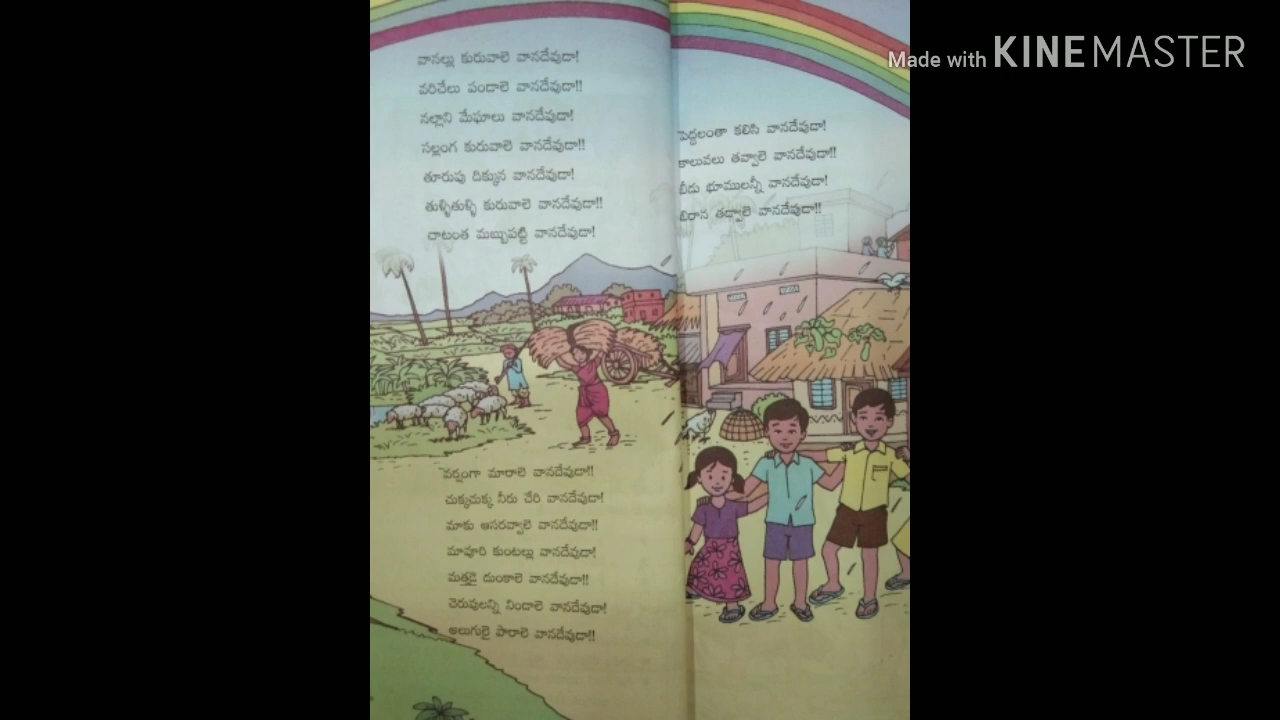 వానల్లు కురువాలె వానదేవుడా!
వరిచేలు పండాలె వానదేవుడా!!
నల్లాని మేఘాలు వానదేవుడా!
సల్లంగ కురువాలె వానదేవుడా!!
తూరుపు దిక్కున వానదేవుడా!
తుళ్ళితుళ్ళి కురువాలె వానదేవుడా!!
చాటంత మబ్బుపట్టి వానదేవుడా!
వర్షంగా మారాలె వానదేవుడా!!
చుక్కచుక్క నీరు చేరి వానదేవుడా!
మాకు ఆసరవ్వాలె వానదేవుడా!!
మావూరి కుంటల్లు వానదేవుడా!
మత్తడై దుంకాలె వానదేవుడా!!
చెరువులన్ని నిండాలె వానదేవుడా!
అలుగులై పారాలె వానదేవుడా!!
పెద్దలంతా కలిసి వానదేవుడా!
కాలువలు తవ్వాలె వానదేవుడా!!
బీడు భూములన్నీ వానదేవుడా!
వానదేవుడా!!
Made with KINEMASTER